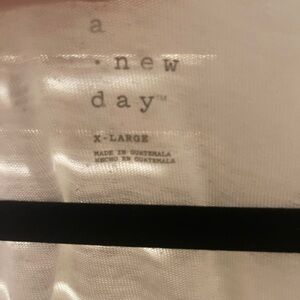 a
· new
day™
X-LARGE
MADE IN GUATEMALA
HECHO EN GUATEMALA